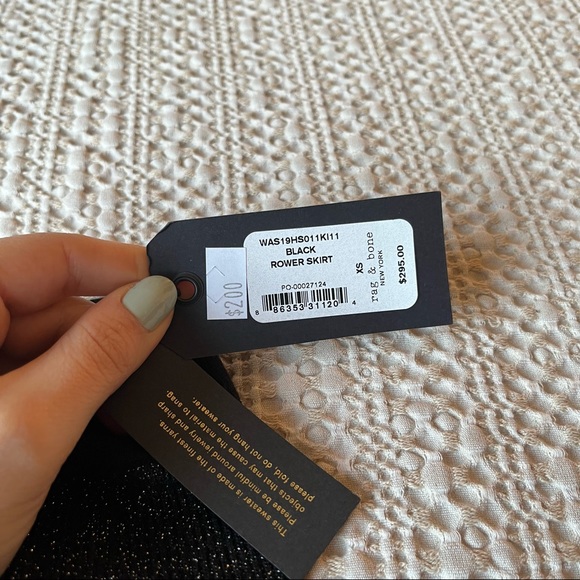 WAS19HS011KI11
BLACK
ROWER SKIRT
PO-00027124
8 86353 31120 4
XS
rag & bone
NEW YORK
$295.00
$200
This sweater is made of the finest yarns.
Please be mindful around jewelry and sharp
objects that may cause the material to snag.
please fold, do not hang your sweater.